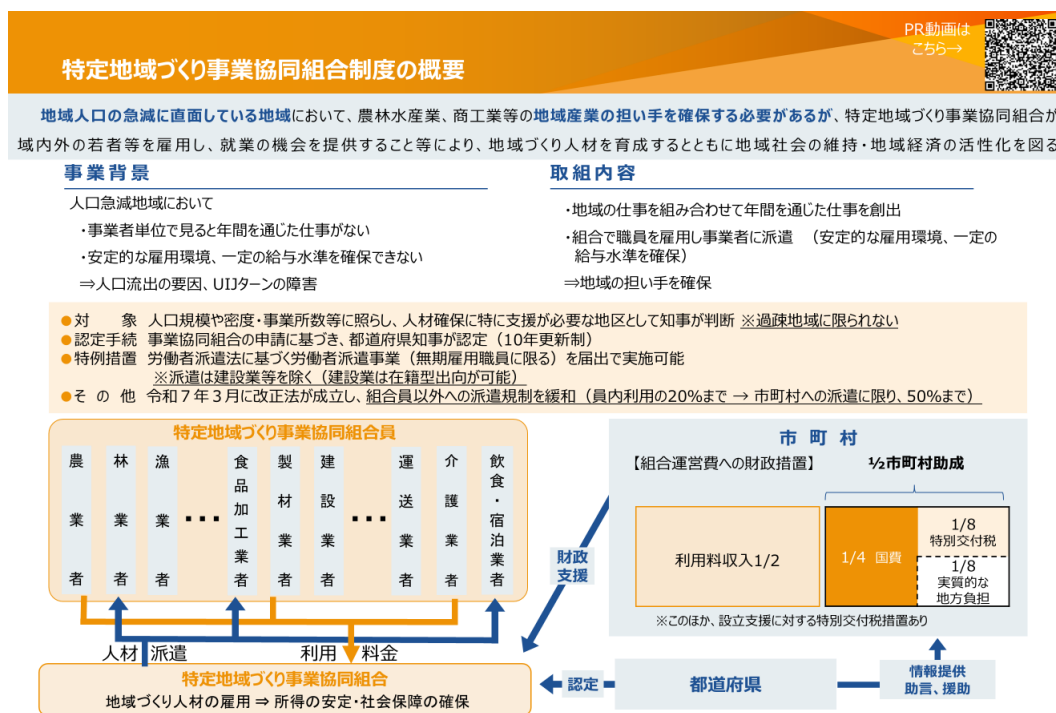 PR動画は
こちら→
特定地域づくり事業協同組合制度の概要
地域人口の急減に直面している地域において、農林水産業、商工業等の地域産業の担い手を確保する必要があるが、特定地域づくり事業協同組合が
域内外の若者等を雇用し、就業の機会を提供すること等により、地域づくり人材を育成するとともに地域社会の維持・地域経済の活性化を図る
事業背景
人口急減地域において
・事業者単位で見ると年間を通じた仕事がない
・安定的な雇用環境、一定の給与水準を確保できない
⇒人口流出の要因、UIJターンの障害
取組内容
・地域の仕事を組み合わせて年間を通じた仕事を創出
・組合で職員を雇用し事業者に派遣 （安定的な雇用環境、一定の
給与水準を確保）
⇒地域の担い手を確保
●対 象 人口規模や密度・事業所数等に照らし、人材確保に特に支援が必要な地区として知事が判断 ※過疎地域に限られない
●認定手続 事業協同組合の申請に基づき、都道府県知事が認定（10年更新制）
●特例措置 労働者派遣法に基づく労働者派遣事業（無期雇用職員に限る）を届出で実施可能
※派遣は建設業等を除く（建設業は在籍型出向が可能）
●その他 令和７年３月に改正法が成立し、組合員以外への派遣規制を緩和（員内利用の20%まで → 市町村への派遣に限り、50%まで）
特定地域づくり事業協同組合員
農業者
林業者
漁業者
・・・
食品加工業者
製材業者
建設業者
・・・
運送業者
介護業者
飲食・宿泊業者
人材派遣
利用料金
特定地域づくり事業協同組合
地域づくり人材の雇用 ⇒ 所得の安定・社会保障の確保
財政
支援
市町村
【組合運営費への財政措置】
½市町村助成
利用料収入1/2
1/4 国費
1/8
特別交付税
1/8
実質的な
地方負担
※このほか、設立支援に対する特別交付税措置あり
認定
都道府県
情報提供
助言、援助